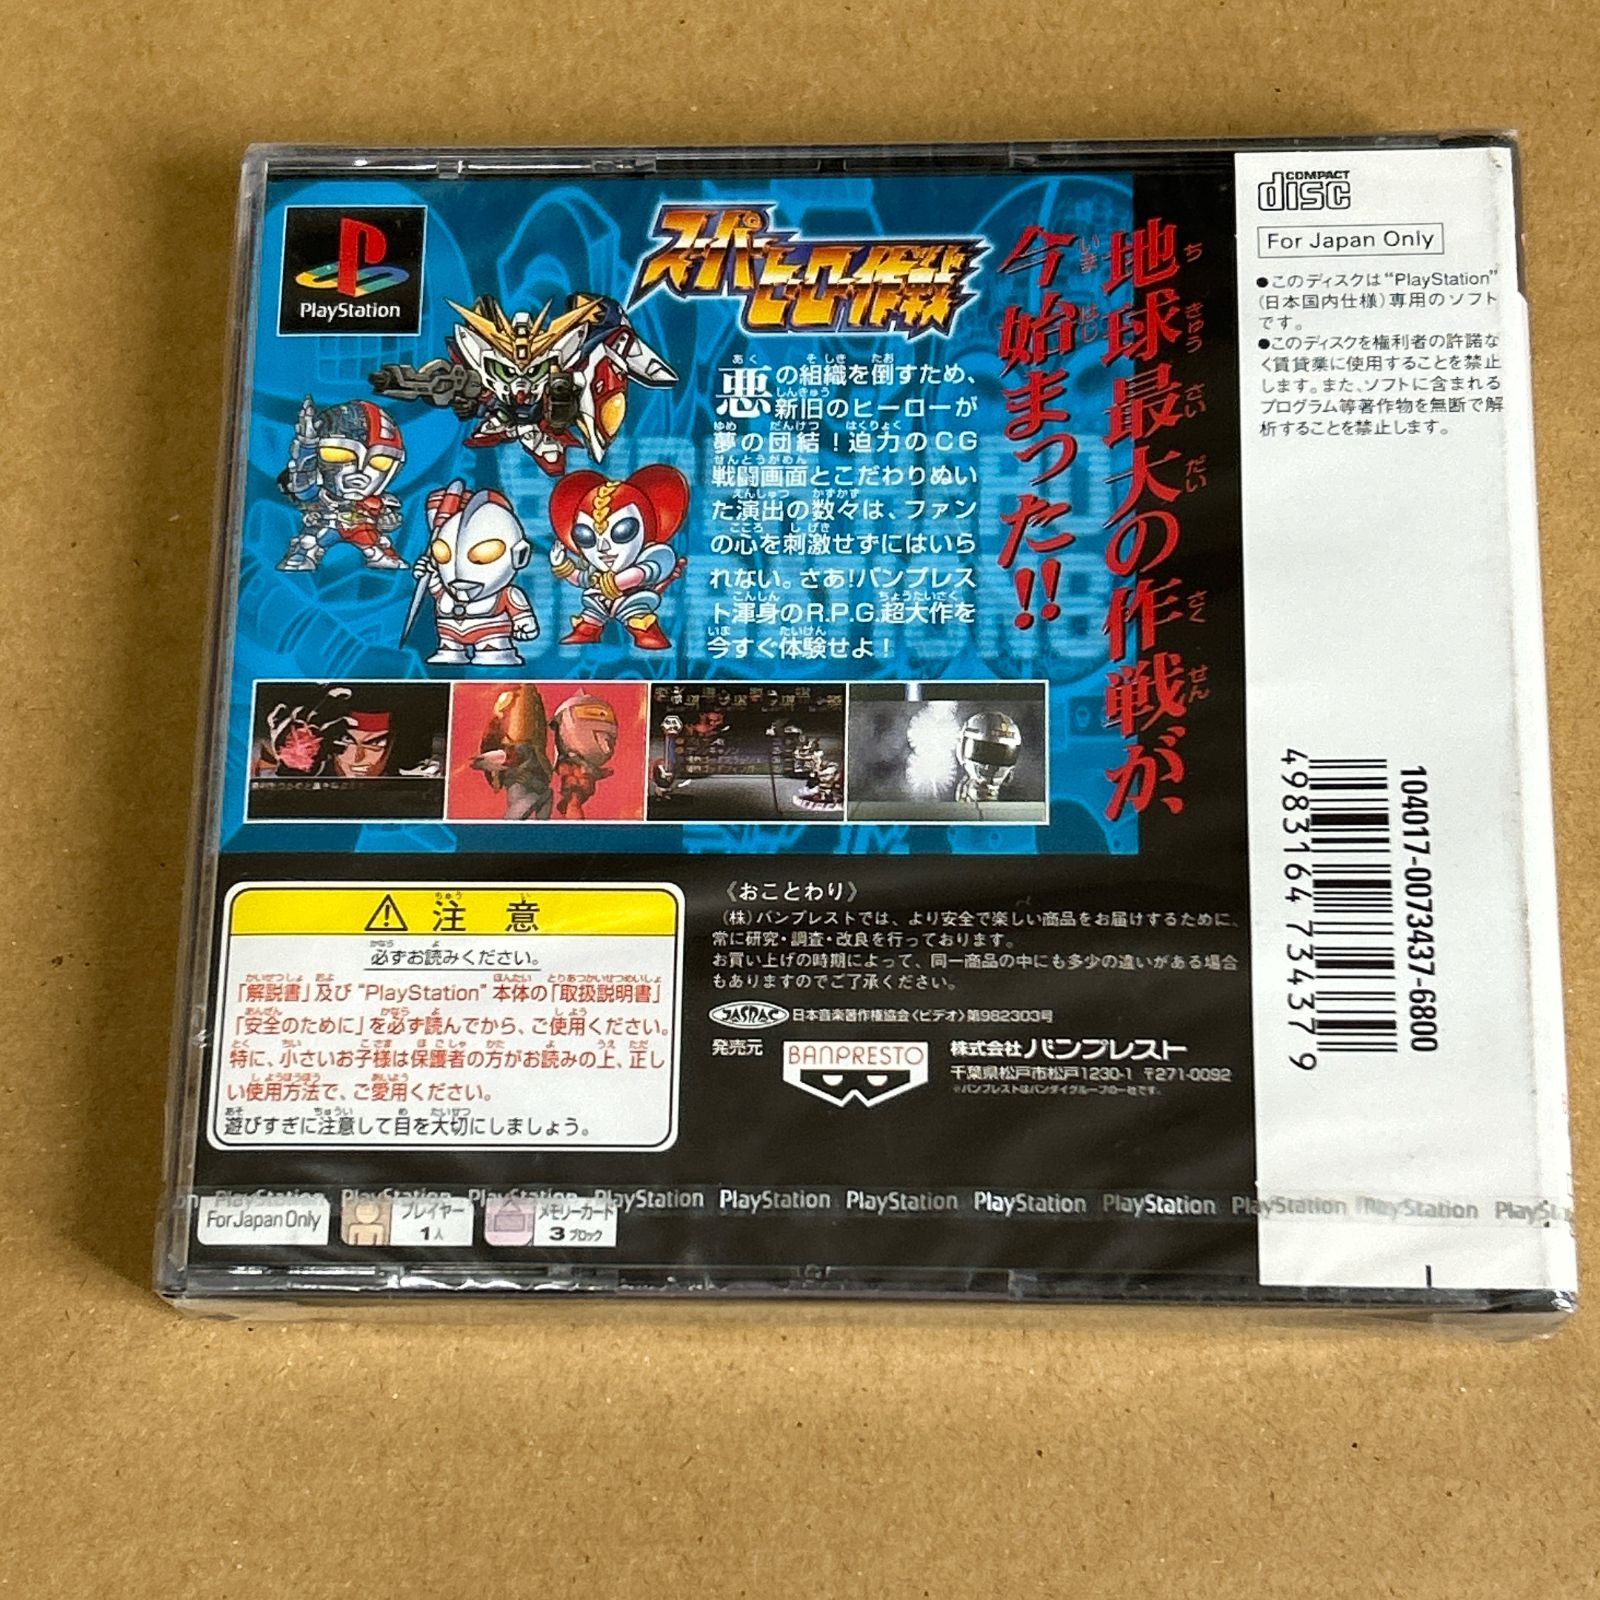 PlayStation
スーパーヒーロー作戦
地球最大の作戦が、
今始まった!!
悪の組織を倒すため、
新旧のヒーローが
夢の団結!迫力のCG
戦闘画面とこだわりぬい
た演出の数々は、ファン
の心を刺激せずにはいら
れない。さあ!バンプレス
ト渾身のR.P.G.超大作を
今すぐ体験せよ!
COMPACT
disc
For Japan Only
●このディスクは“PlayStation”
(日本国内仕様)専用のソフト
です。
●このディスクを権利者の許諾な
く賃貸業に使用することを禁止
します。また、ソフトに含まれる
プログラム等著作物を無断で解
析することを禁止します。
104017-0073437-6800
4983164734379
注意
必ずお読みください。
「解説書」及び“PlayStation”本体の「取扱説明書」
「安全のために」を必ず読んでから、ご使用ください。
特に、小さいお子様は保護者の方がお読みの上、正し
い使用方法で、ご愛用ください。
遊びすぎに注意して目を大切にしましょう。
《おことわり》
(株)バンプレストでは、より安全で楽しい商品をお届けするために、
常に研究・調査・改良を行っております。
お買い上げの時期によって、同一商品の中にも多少の違いがある場合
もありますのでご了承ください。
JASRAC 日本音楽著作権協会〈ビデオ〉第982303号
発売元 BANPRESTO 株式会社バンプレスト
千葉県松戸市松戸1230-1 〒271-0092
※バンプレストはバンダイグループの一社です。
PlayStation PlayStation PlayStation PlayStation PlayStation PlayStation PlayStation PlayStation PlayStation PlayStation
For Japan Only
プレイヤー
1人
メモリーカード
3ブロック